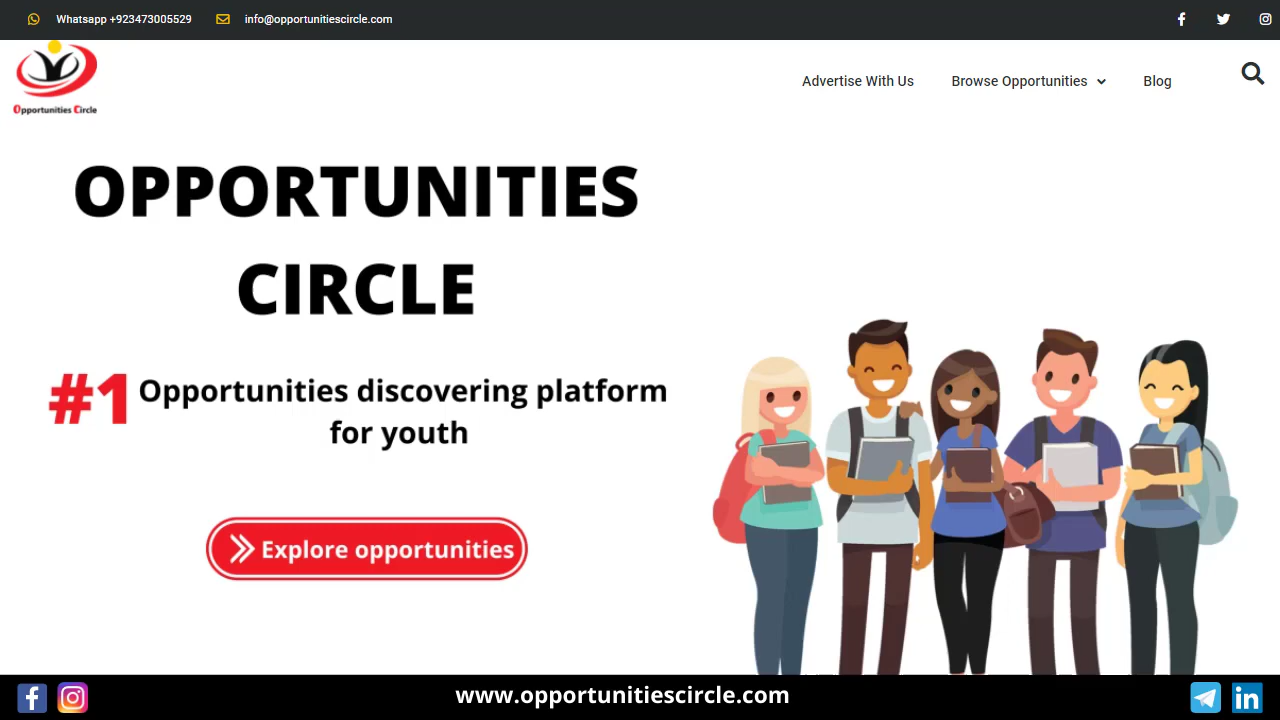 Whatsapp +923473005529 info@opportunitiescircle.com
Opportunities Circle
Advertise With Us Browse Opportunities Blog
OPPORTUNITIES
CIRCLE
#1 Opportunities discovering platform
for youth
Explore opportunities
www.opportunitiescircle.com